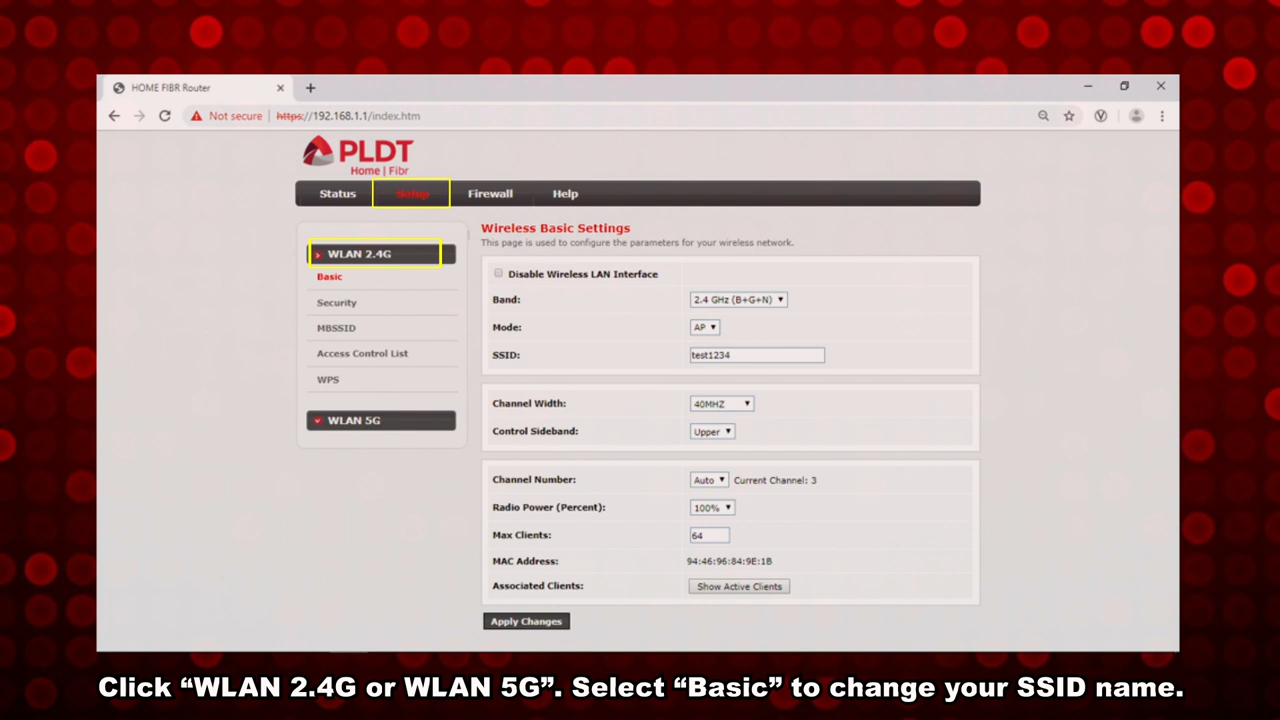 HOME FIBR Router
Not secure | https://192.168.1.1/index.htm
PLDT
Home | Fibr
Status Setup Firewall Help
WLAN 2.4G
Basic
Security
MBSSID
Access Control List
WPS
WLAN 5G
Wireless Basic Settings
This page is used to configure the parameters for your wireless network.
Disable Wireless LAN Interface
Band: 2.4 GHz (B+G+N)
Mode: AP
SSID: test1234
Channel Width: 40MHZ
Control Sideband: Upper
Channel Number: Auto Current Channel: 3
Radio Power (Percent): 100%
Max Clients: 64
MAC Address: 94:46:96:84:9E:1B
Associated Clients: Show Active Clients
Apply Changes
Click “WLAN 2.4G or WLAN 5G”. Select “Basic” to change your SSID name.